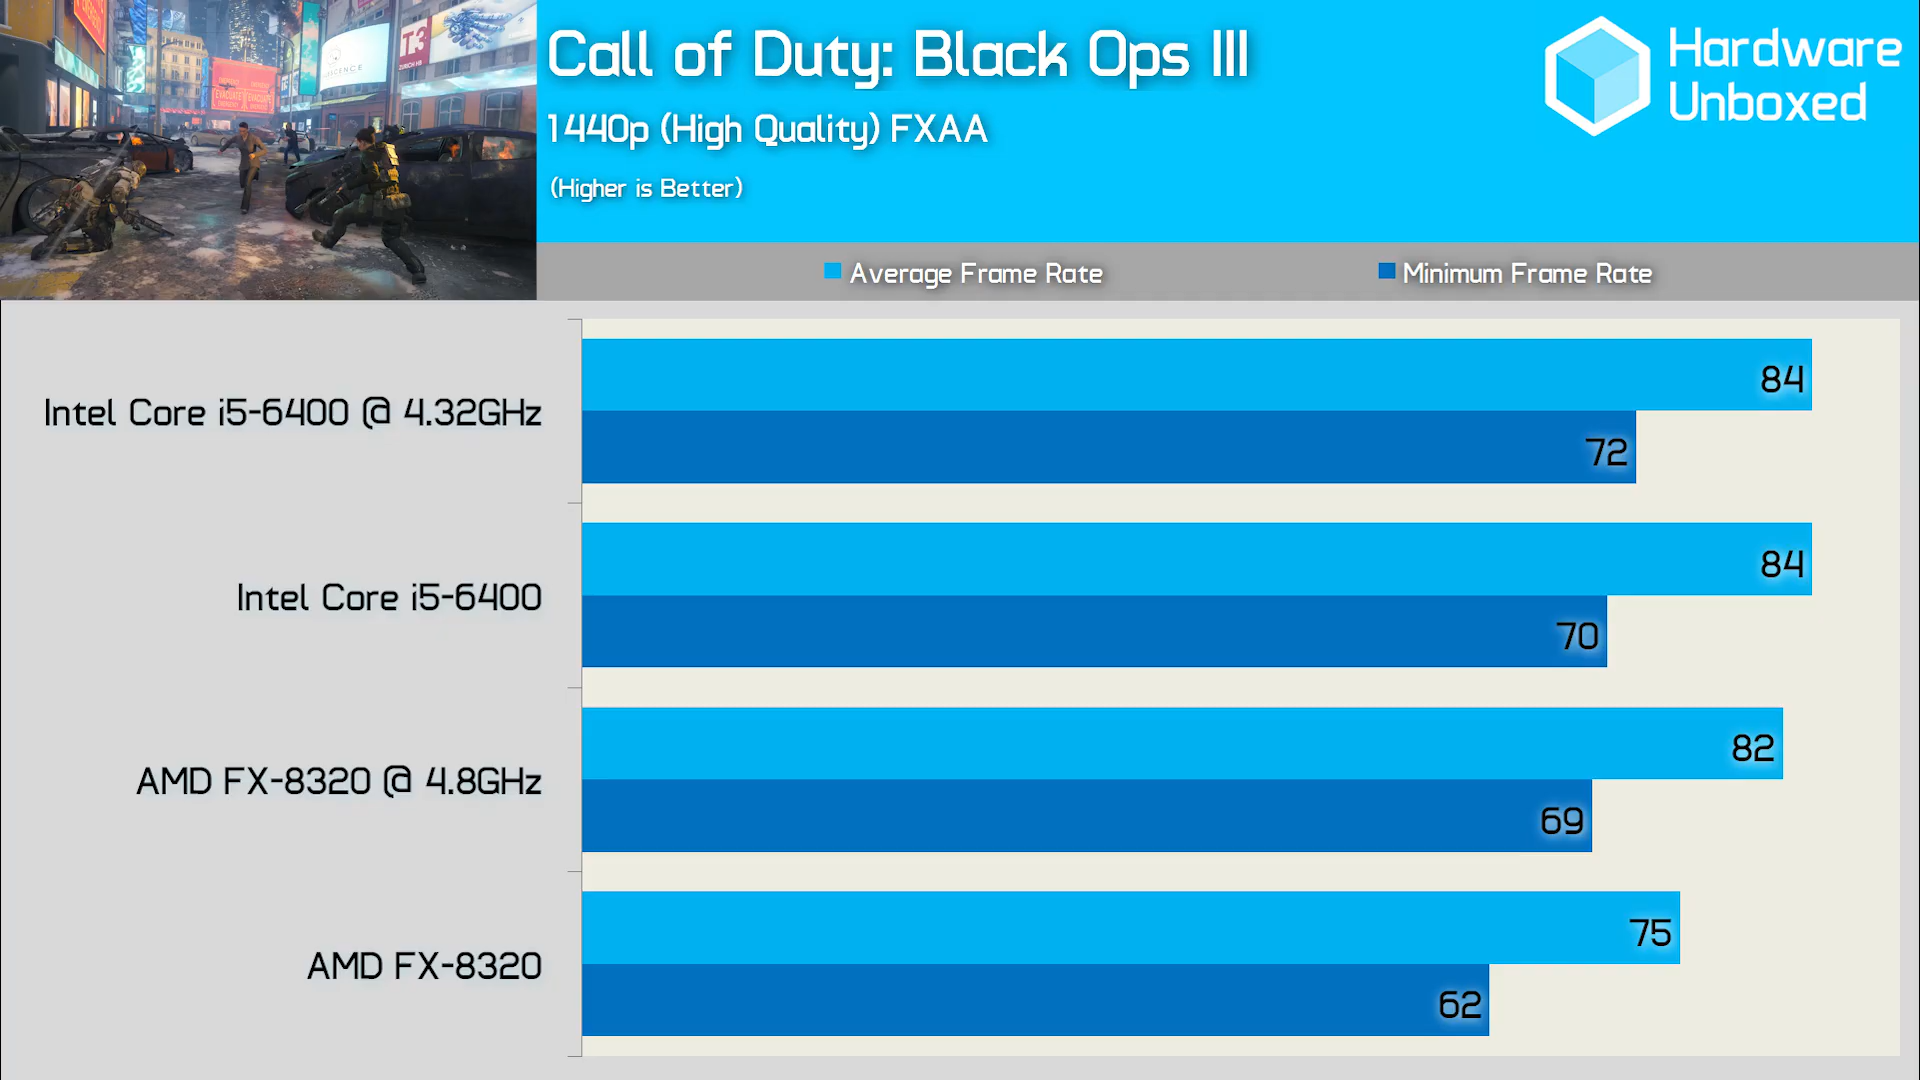 Call of Duty: Black Ops III
1440p (High Quality) FXAA
(Higher is Better)
Hardware
Unboxed
Average Frame Rate
Minimum Frame Rate
Intel Core i5-6400 @ 4.32GHz
84
72
Intel Core i5-6400
84
70
AMD FX-8320 @ 4.8GHz
82
69
AMD FX-8320
75
62